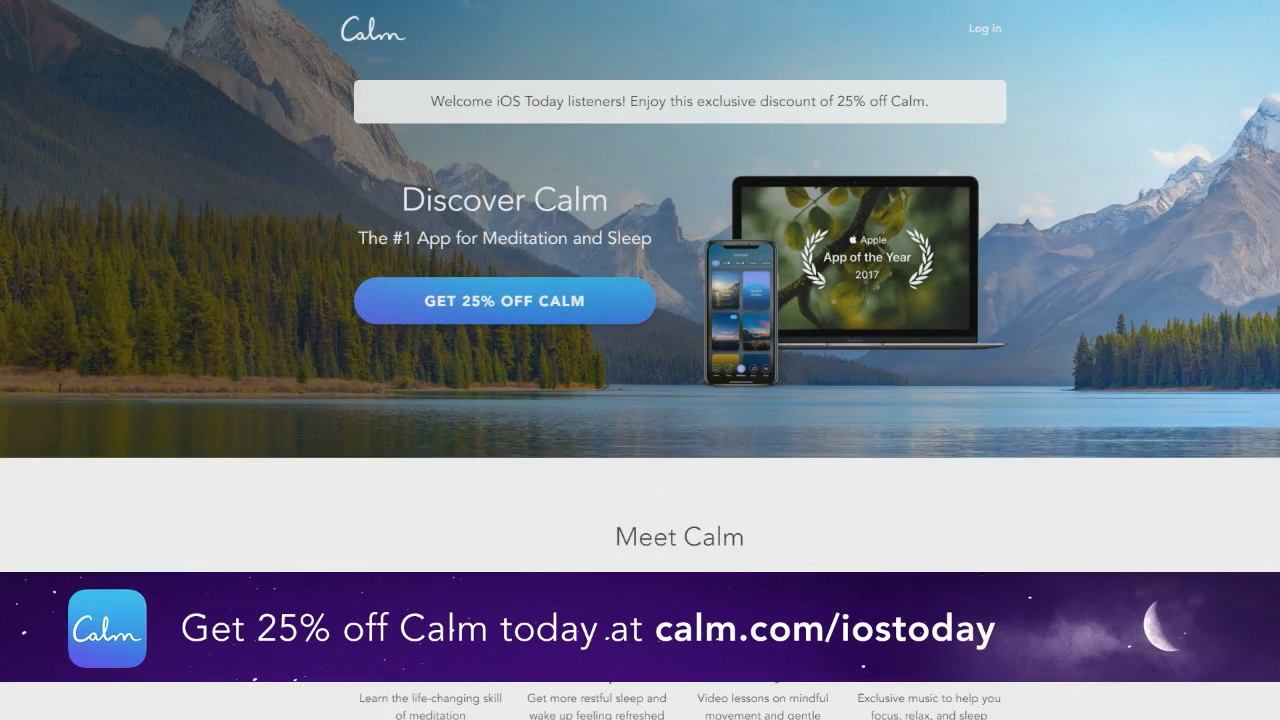 Calm
Log in
Welcome iOS Today listeners! Enjoy this exclusive discount of 25% off Calm.
Discover Calm
The #1 App for Meditation and Sleep
GET 25% OFF CALM
Apple
App of the Year
2017
Meet Calm
Calm
Get 25% off Calm today at calm.com/iostoday
Learn the life-changing skill
of meditation
Get more restful sleep and
wake up feeling refreshed
Video lessons on mindful
movement and gentle
Exclusive music to help you
focus, relax, and sleep